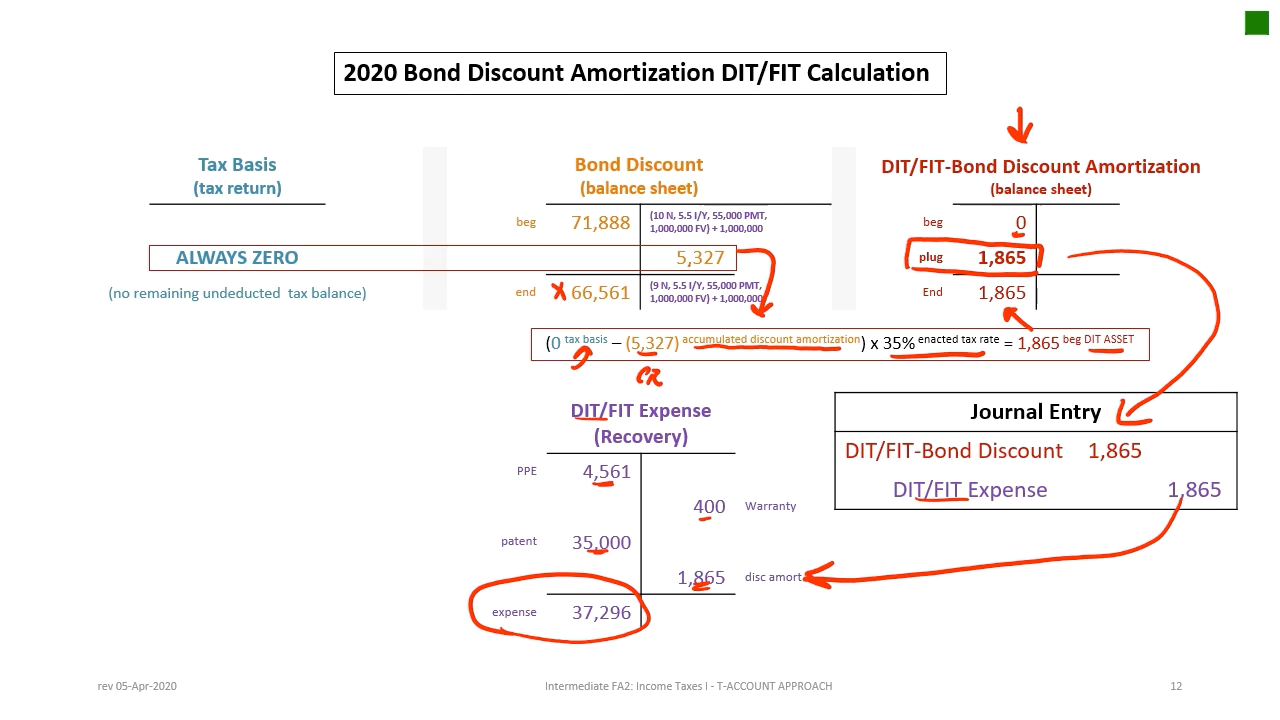 2020 Bond Discount Amortization DIT/FIT Calculation
Tax Basis
(tax return)
ALWAYS ZERO
(no remaining undeducted tax balance)
Bond Discount
(balance sheet)
beg 71,888 (10 N, 5.5 I/Y, 55,000 PMT,
1,000,000 FV) + 1,000,000
5,327
end x 66,561 (9 N, 5.5 I/Y, 55,000 PMT,
1,000,000 FV) + 1,000,000
DIT/FIT-Bond Discount Amortization
(balance sheet)
beg 0
plug 1,865
End 1,865
(0 tax basis – (5,327) accumulated discount amortization) x 35% enacted tax rate = 1,865 beg DIT ASSET
CR
DIT/FIT Expense
(Recovery)
PPE 4,561
400 Warranty
patent 35,000
1,865 disc amort
expense 37,296
Journal Entry
DIT/FIT-Bond Discount 1,865
DIT/FIT Expense 1,865
rev 05-Apr-2020
Intermediate FA2: Income Taxes I - T-ACCOUNT APPROACH
12